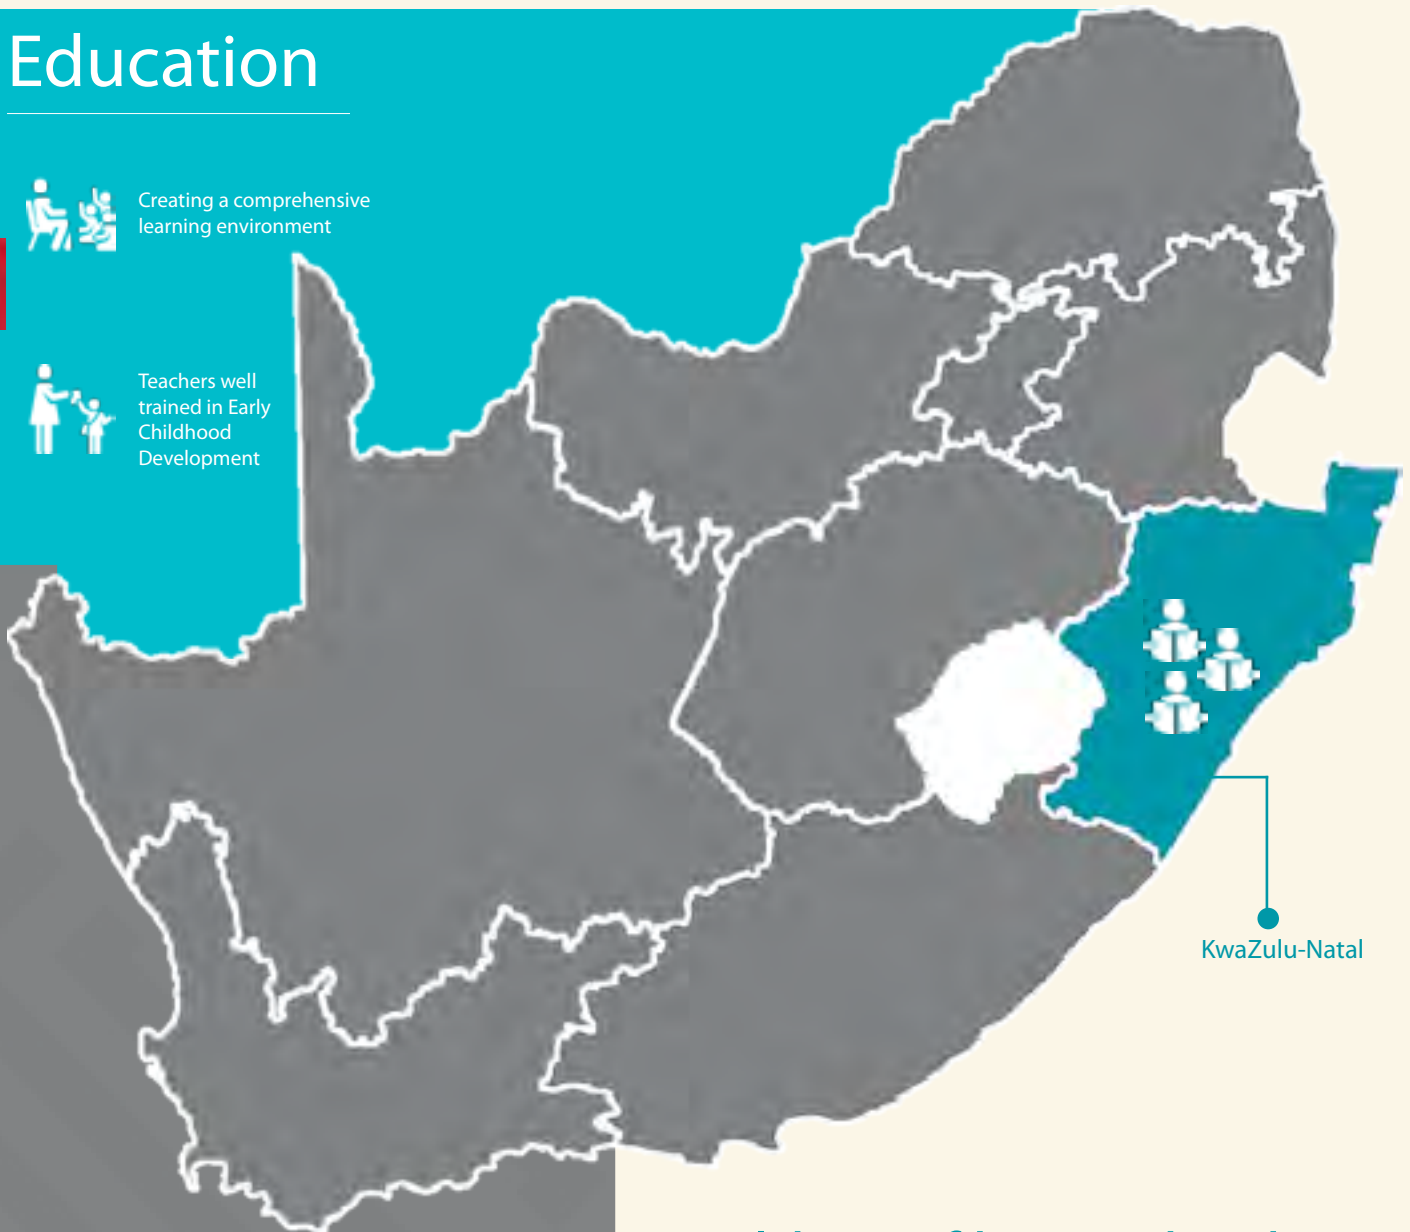 Education
Creating a comprehensive
learning environment
Teachers well
trained in Early
Childhood
Development
KwaZulu-Natal